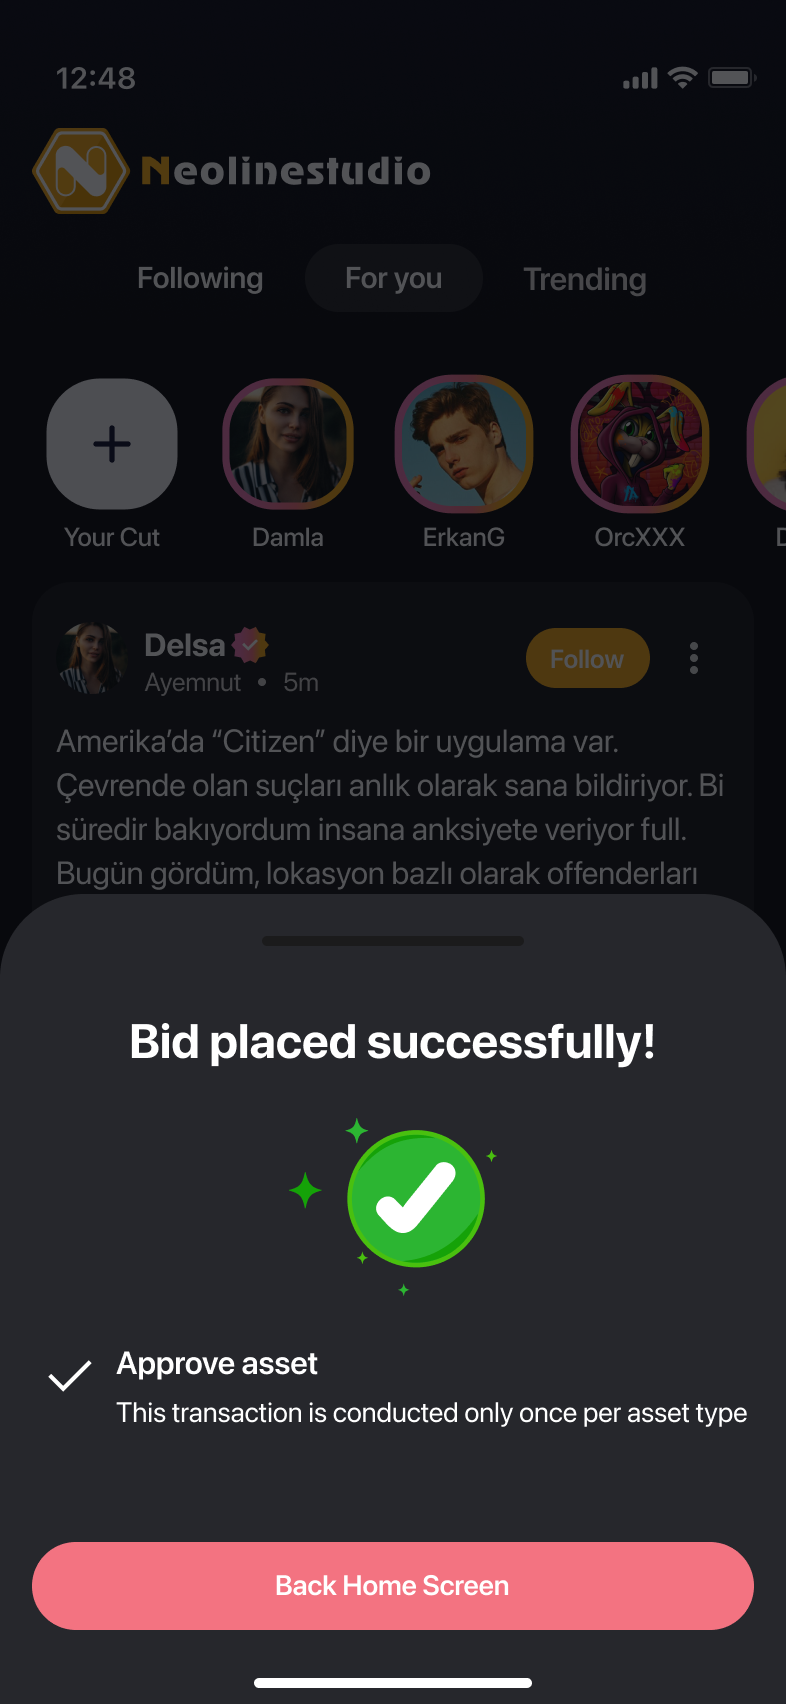 12:48
Neolinestudio
Following For you Trending
Your Cut Damla ErkanG OrcXXX
Delsa
Follow
Ayemnut • 5m
Amerika’da “Citizen” diye bir uygulama var.
Çevrende olan suçları anlık olarak sana bildiriyor. Bi
süredir bakıyordum insana anksiyete veriyor full.
Bugün gördüm, lokasyon bazlı olarak offenderları
Bid placed successfully!
Approve asset
This transaction is conducted only once per asset type
Back Home Screen